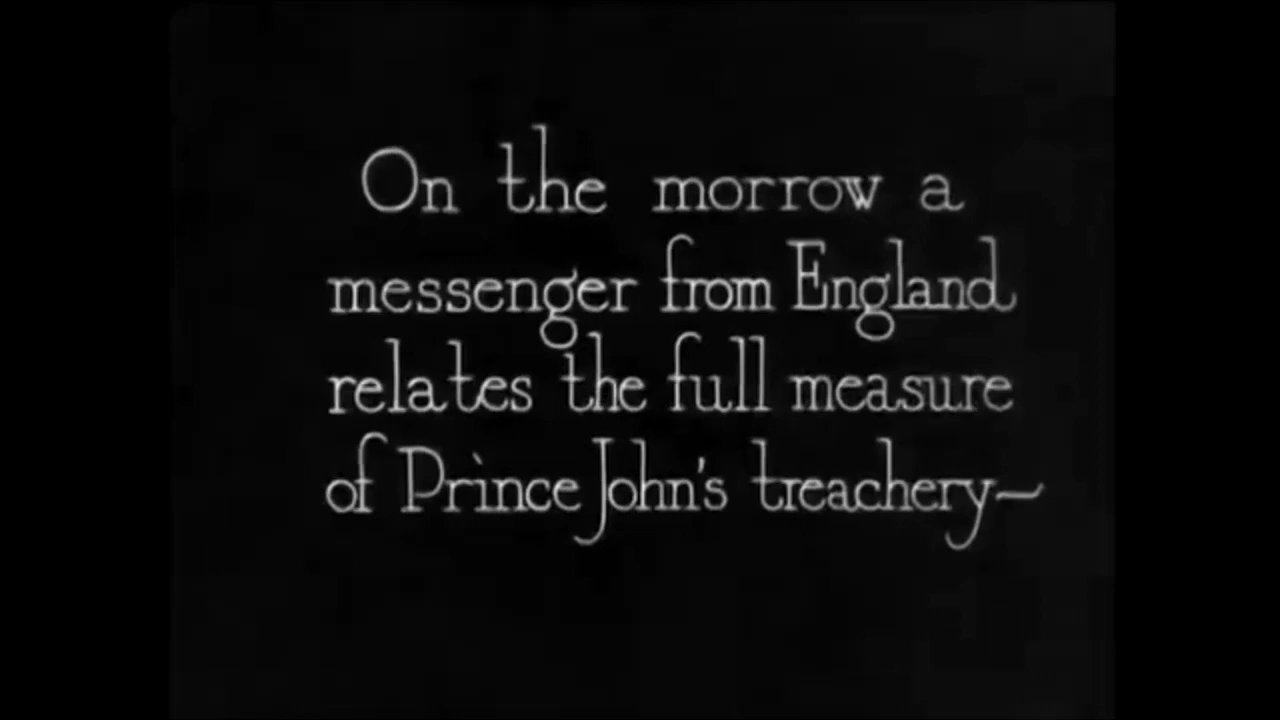 On the morrow a
messenger from England
relates the full measure
of Prince John's treachery—